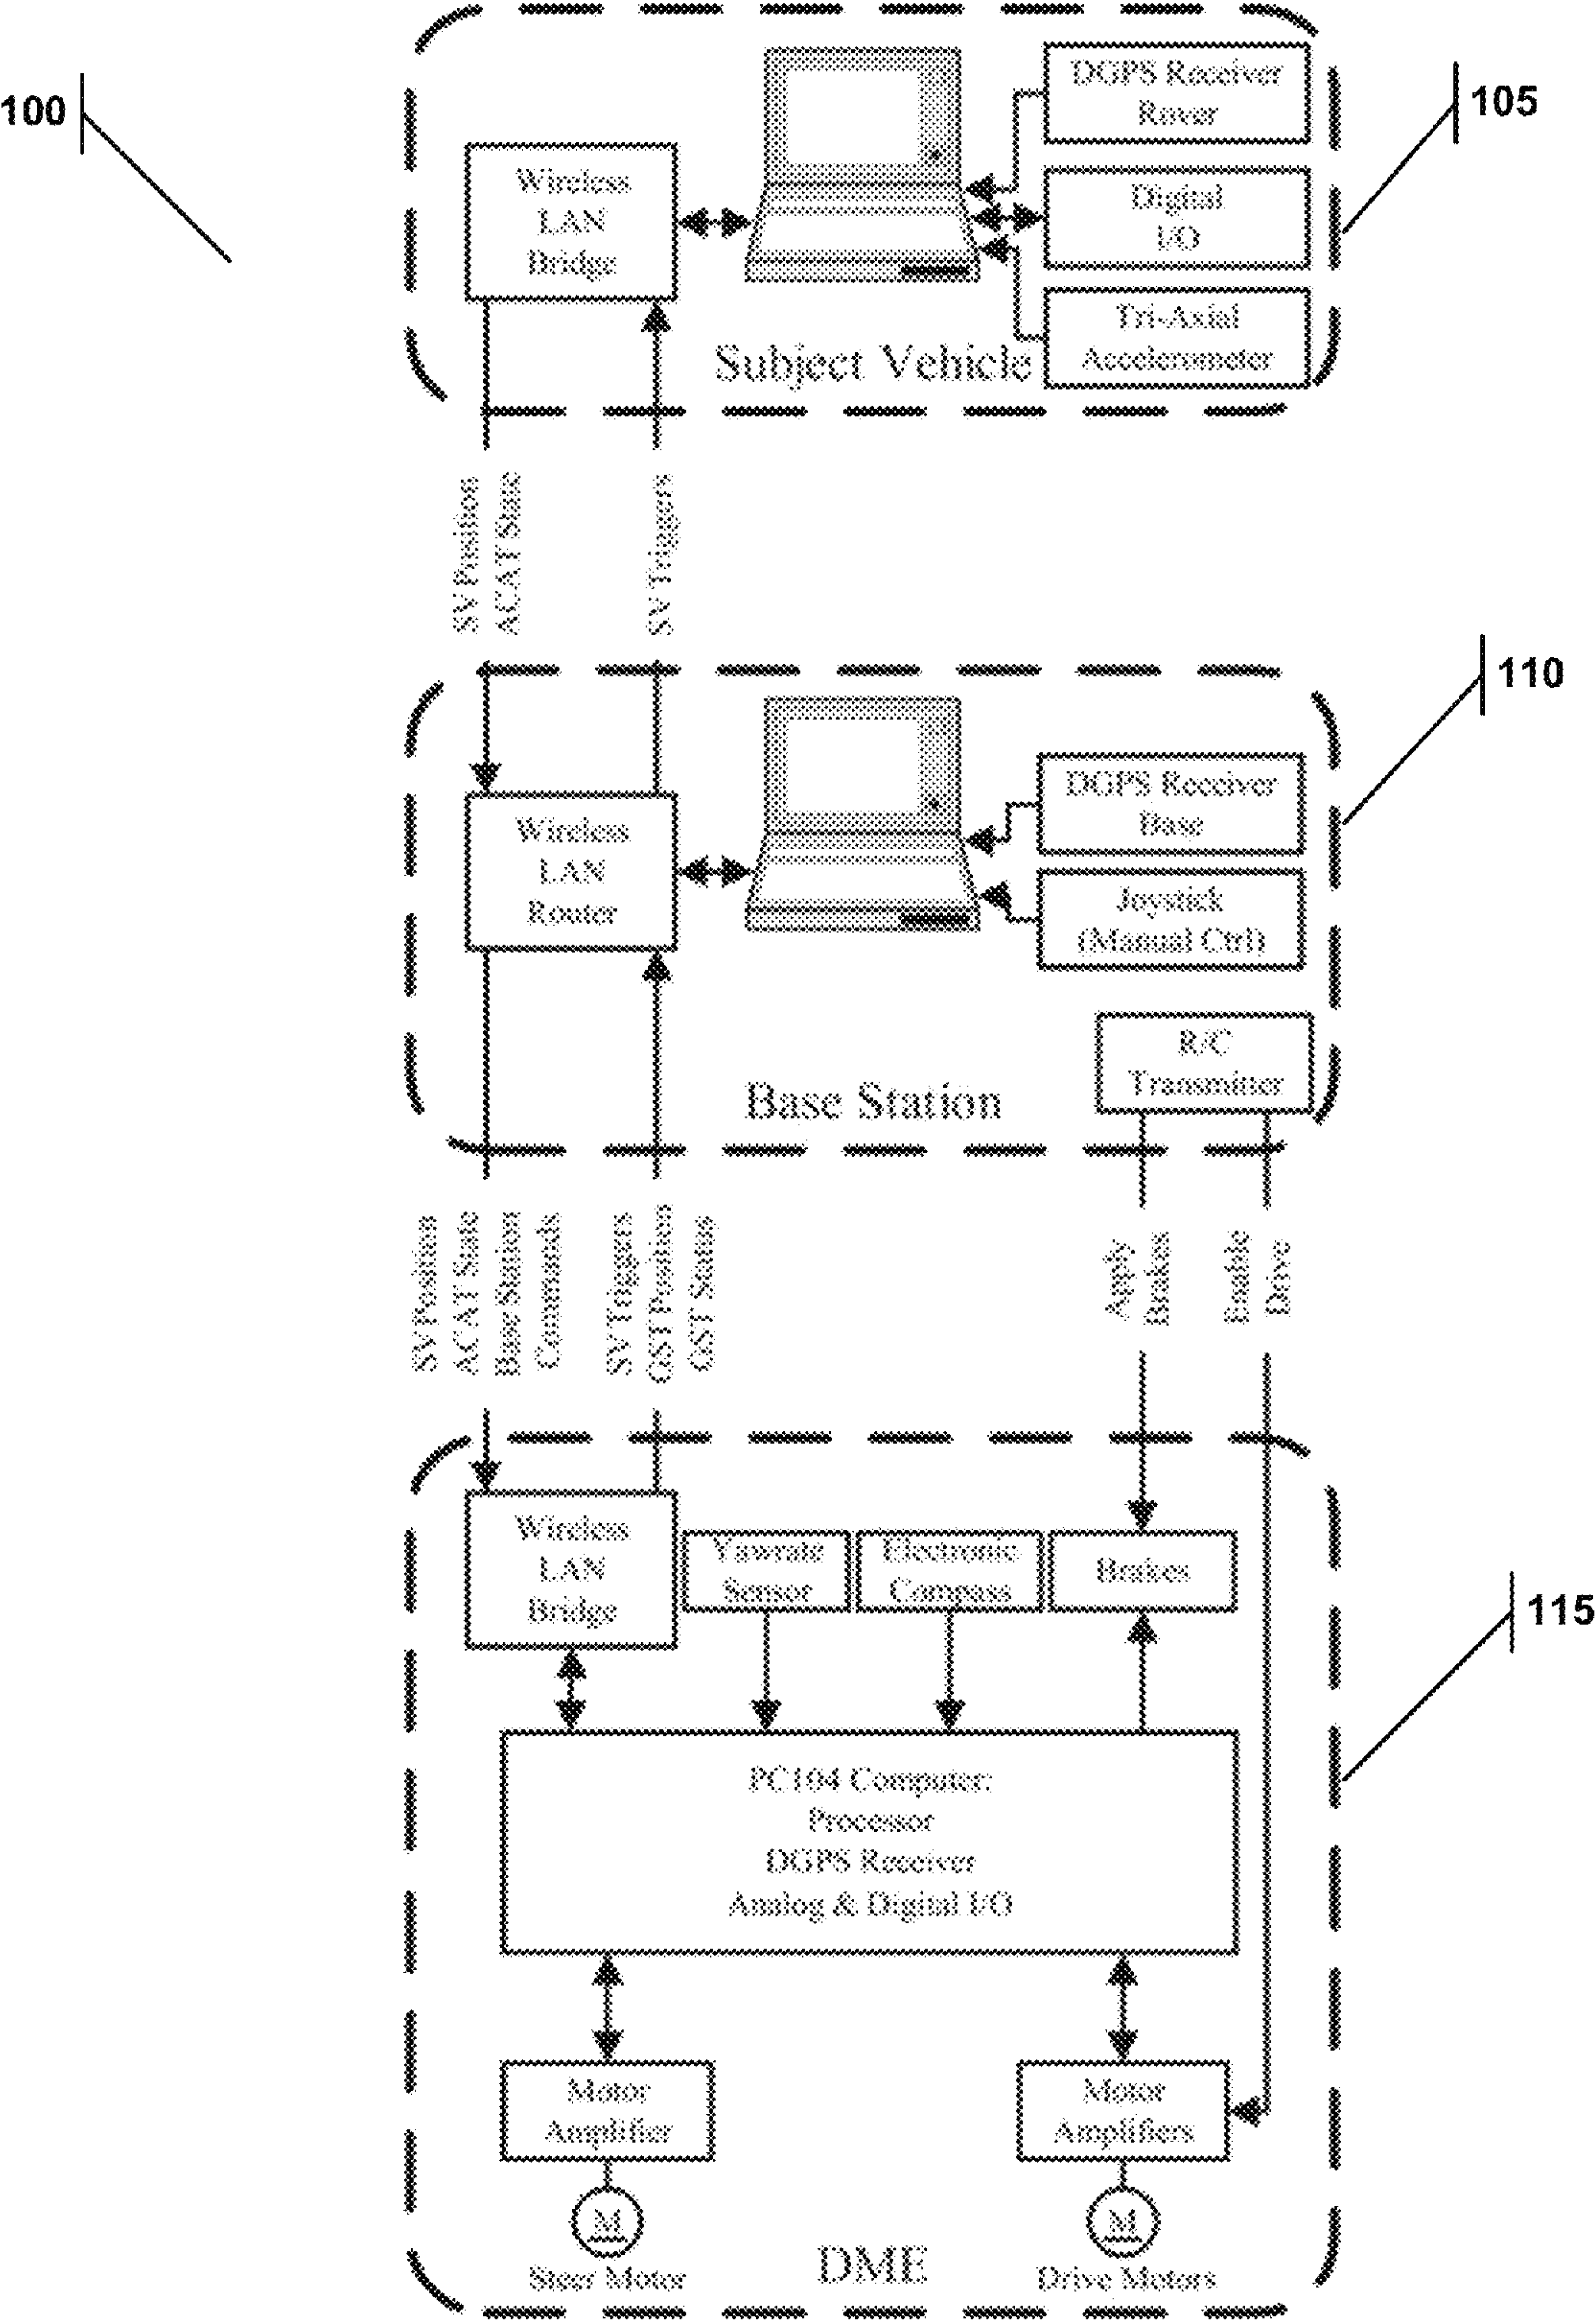 100
105
DGPS Receiver
Rover
Wireless
LAN
Bridge
Digital
I/O
Tri-Axial
Accelerometer
Subject Vehicle
SV Position
ACAT State
SV Triggers
110
DGPS Receiver
Base
Wireless
LAN
Router
Joystick
(Manual Ctrl)
R/C
Transmitter
Base Station
SV Position
ACAT State
Base Station
Commands
SV Triggers
GST Position
GST Status
Apply
Brakes
Enable
Drive
115
Wireless
LAN
Bridge
Yawrate
Sensor
Electronic
Compass
Brakes
PC104 Computer:
Processor
DGPS Receiver
Analog & Digital I/O
Motor
Amplifier
Motor
Amplifiers
M
M
Steer Motor
DME
Drive Motors